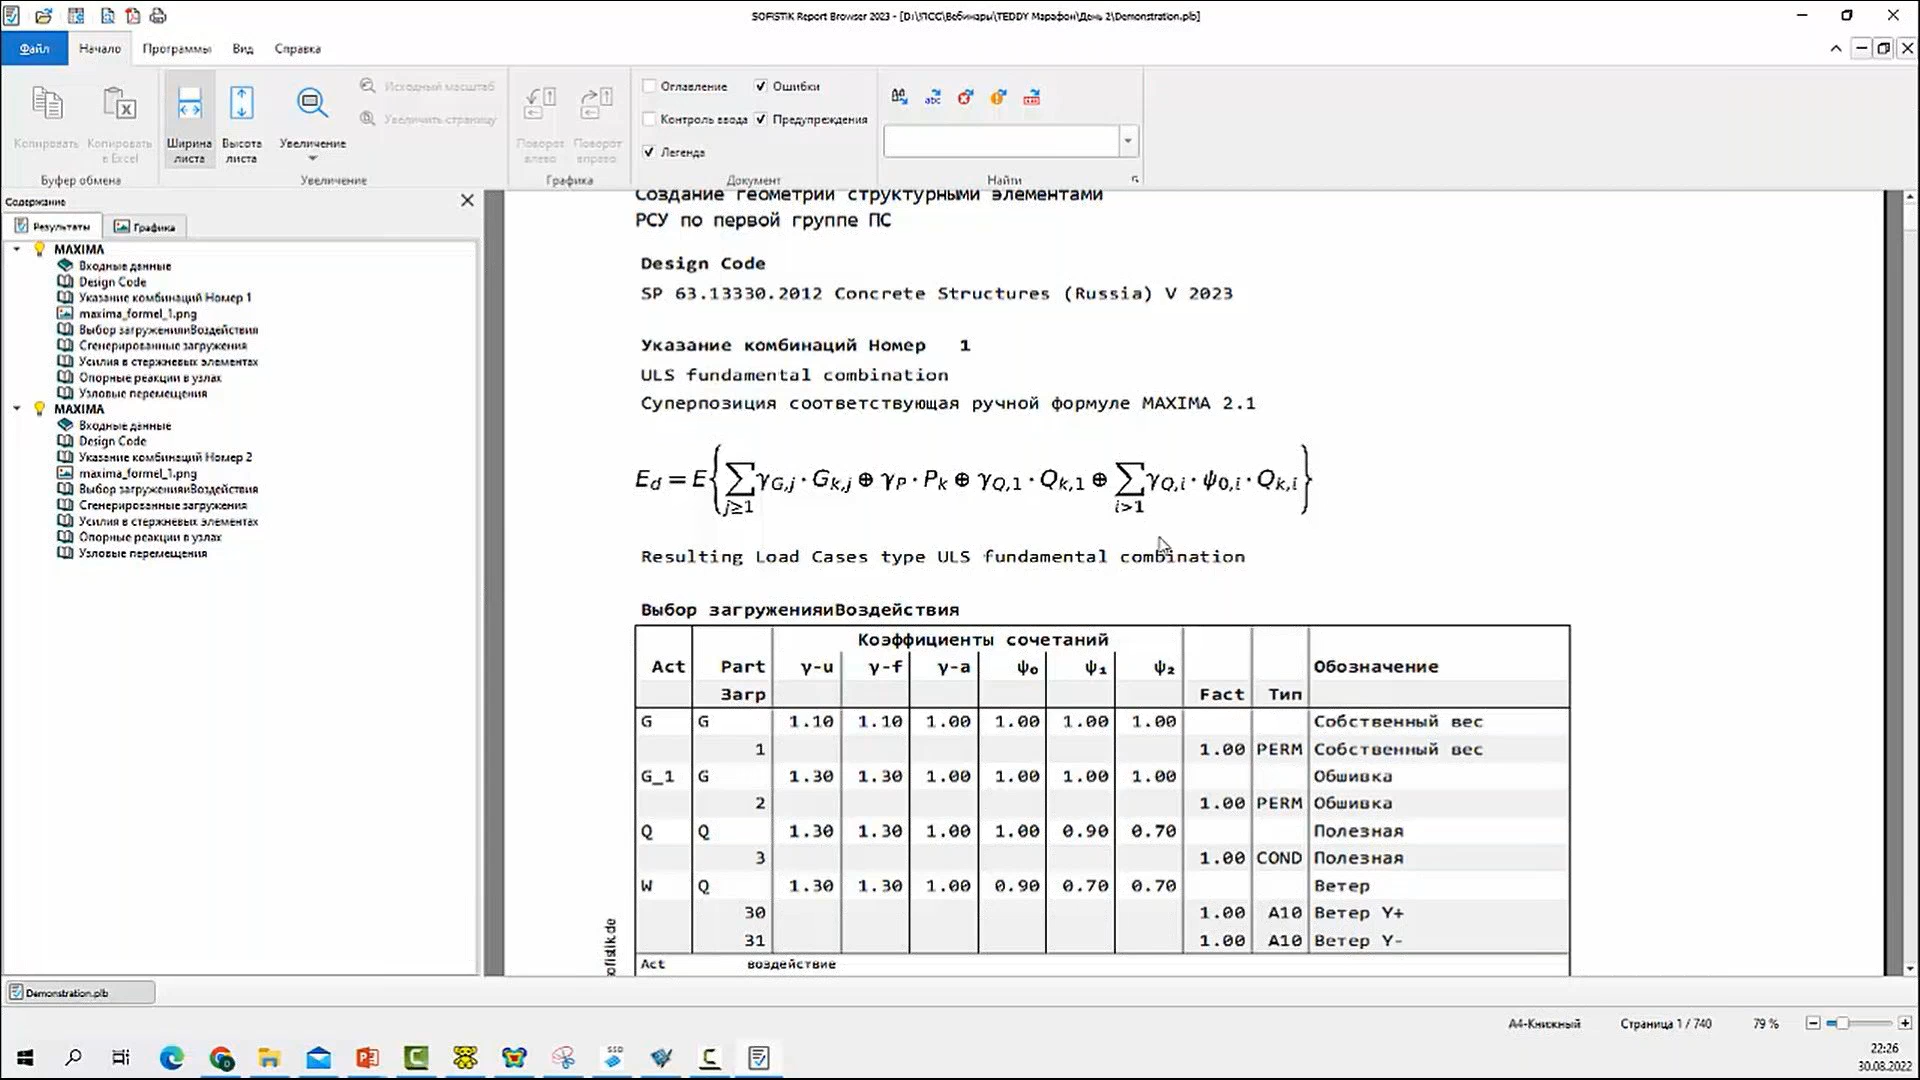 SOFiSTiK Report Browser 2023 - [D:\ПСС\Вебинары\TEDDY Марафон\День 2\Demonstration.plb]
Файл Начало Программы Вид Справка
Копировать
Копировать в Excel
Буфер обмена
Ширина листа
Высота листа
Увеличение
Исходный масштаб
Увеличить страницу
Увеличение
Поворот влево
Поворот вправо
Графика
Оглавление Ошибки
Контроль ввода Предупреждения
Легенда
Документ
Найти
Содержание
Результаты Графика
MAXIMA
Входные данные
Design Code
Указание комбинаций Номер 1
maxima_formel_1.png
Выбор загруженияиВоздействия
Сгенерированные загружения
Усилия в стержневых элементах
Опорные реакции в узлах
Узловые перемещения
MAXIMA
Входные данные
Design Code
Указание комбинаций Номер 2
maxima_formel_1.png
Выбор загруженияиВоздействия
Сгенерированные загружения
Усилия в стержневых элементах
Опорные реакции в узлах
Узловые перемещения
Создание геометрии структурными элементами
РСУ по первой группе ПС
Design Code
SP 63.13330.2012 Concrete Structures (Russia) V 2023
Указание комбинаций Номер 1
ULS fundamental combination
Суперпозиция соответствующая ручной формуле MAXIMA 2.1
E_d = E{∑_{j≥1} γ_{G,j} · G_{k,j} ⊕ γ_P · P_k ⊕ γ_{Q,1} · Q_{k,1} ⊕ ∑_{i>1} γ_{Q,i} · ψ_{0,i} · Q_{k,i}}
Resulting Load Cases type ULS fundamental combination
Выбор загруженияиВоздействия
Коэффициенты сочетаний
Act Part γ-u γ-f γ-a ψ₀ ψ₁ ψ₂ Обозначение
Загр Fact Тип
G G 1.10 1.10 1.00 1.00 1.00 1.00 Собственный вес
1 1.00 PERM Собственный вес
G_1 G 1.30 1.30 1.00 1.00 1.00 1.00 Обшивка
2 1.00 PERM Обшивка
Q Q 1.30 1.30 1.00 1.00 0.90 0.70 Полезная
3 1.00 COND Полезная
W Q 1.30 1.30 1.00 0.90 0.70 0.70 Ветер
30 1.00 A10 Ветер Y+
31 1.00 A10 Ветер Y-
Act воздействие
ofistik.de
Demonstration.plb
A4-Книжный Страница 1 / 740 79 %
SSD
22:26
30.08.2022